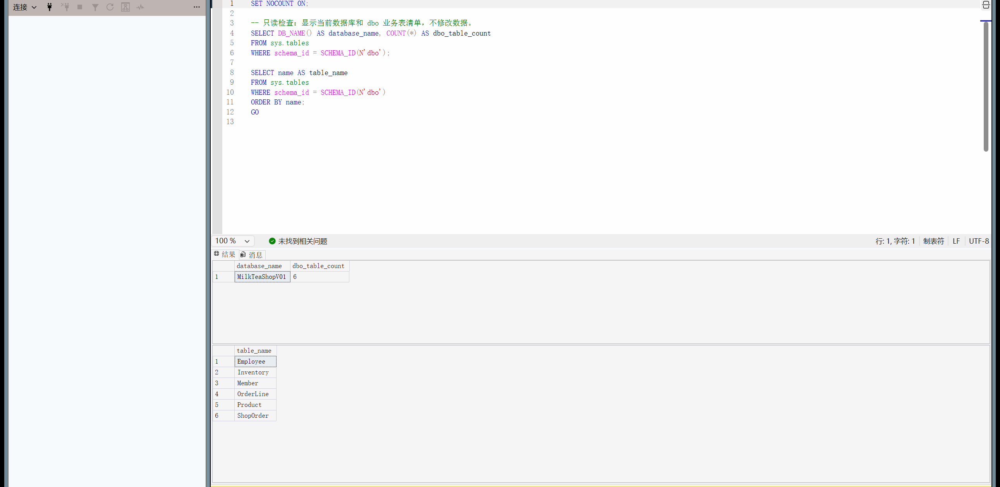 连接
1 SET NOCOUNT ON;
2
3 -- 只读检查：显示当前数据库和 dbo 业务表清单，不修改数据。
4 SELECT DB_NAME() AS database_name, COUNT(*) AS dbo_table_count
5 FROM sys.tables
6 WHERE schema_id = SCHEMA_ID(N'dbo');
7
8 SELECT name AS table_name
9 FROM sys.tables
10 WHERE schema_id = SCHEMA_ID(N'dbo')
11 ORDER BY name;
12 GO
13
100 % 未找到相关问题 行: 1, 字符: 1 制表符 LF UTF-8
结果 消息
database_name dbo_table_count
1 MilkTeaShopV01 6
table_name
1 Employee
2 Inventory
3 Member
4 OrderLine
5 Product
6 ShopOrder